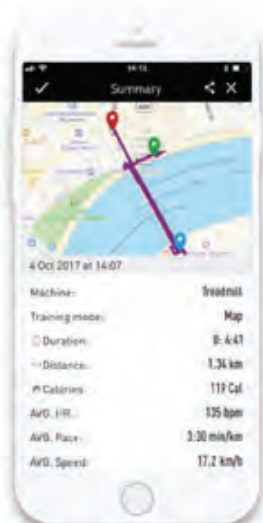 14:15
Summary
4 Oct 2017 at 14:07
Machine: Treadmill
Training mode: Map
Duration: 0: 4:41
Distance: 1.34 km
Calories: 119 Cal
AVG. HR.: 135 bpm
AVG. Pace: 3:30 min/km
AVG. Speed: 17.2 km/h